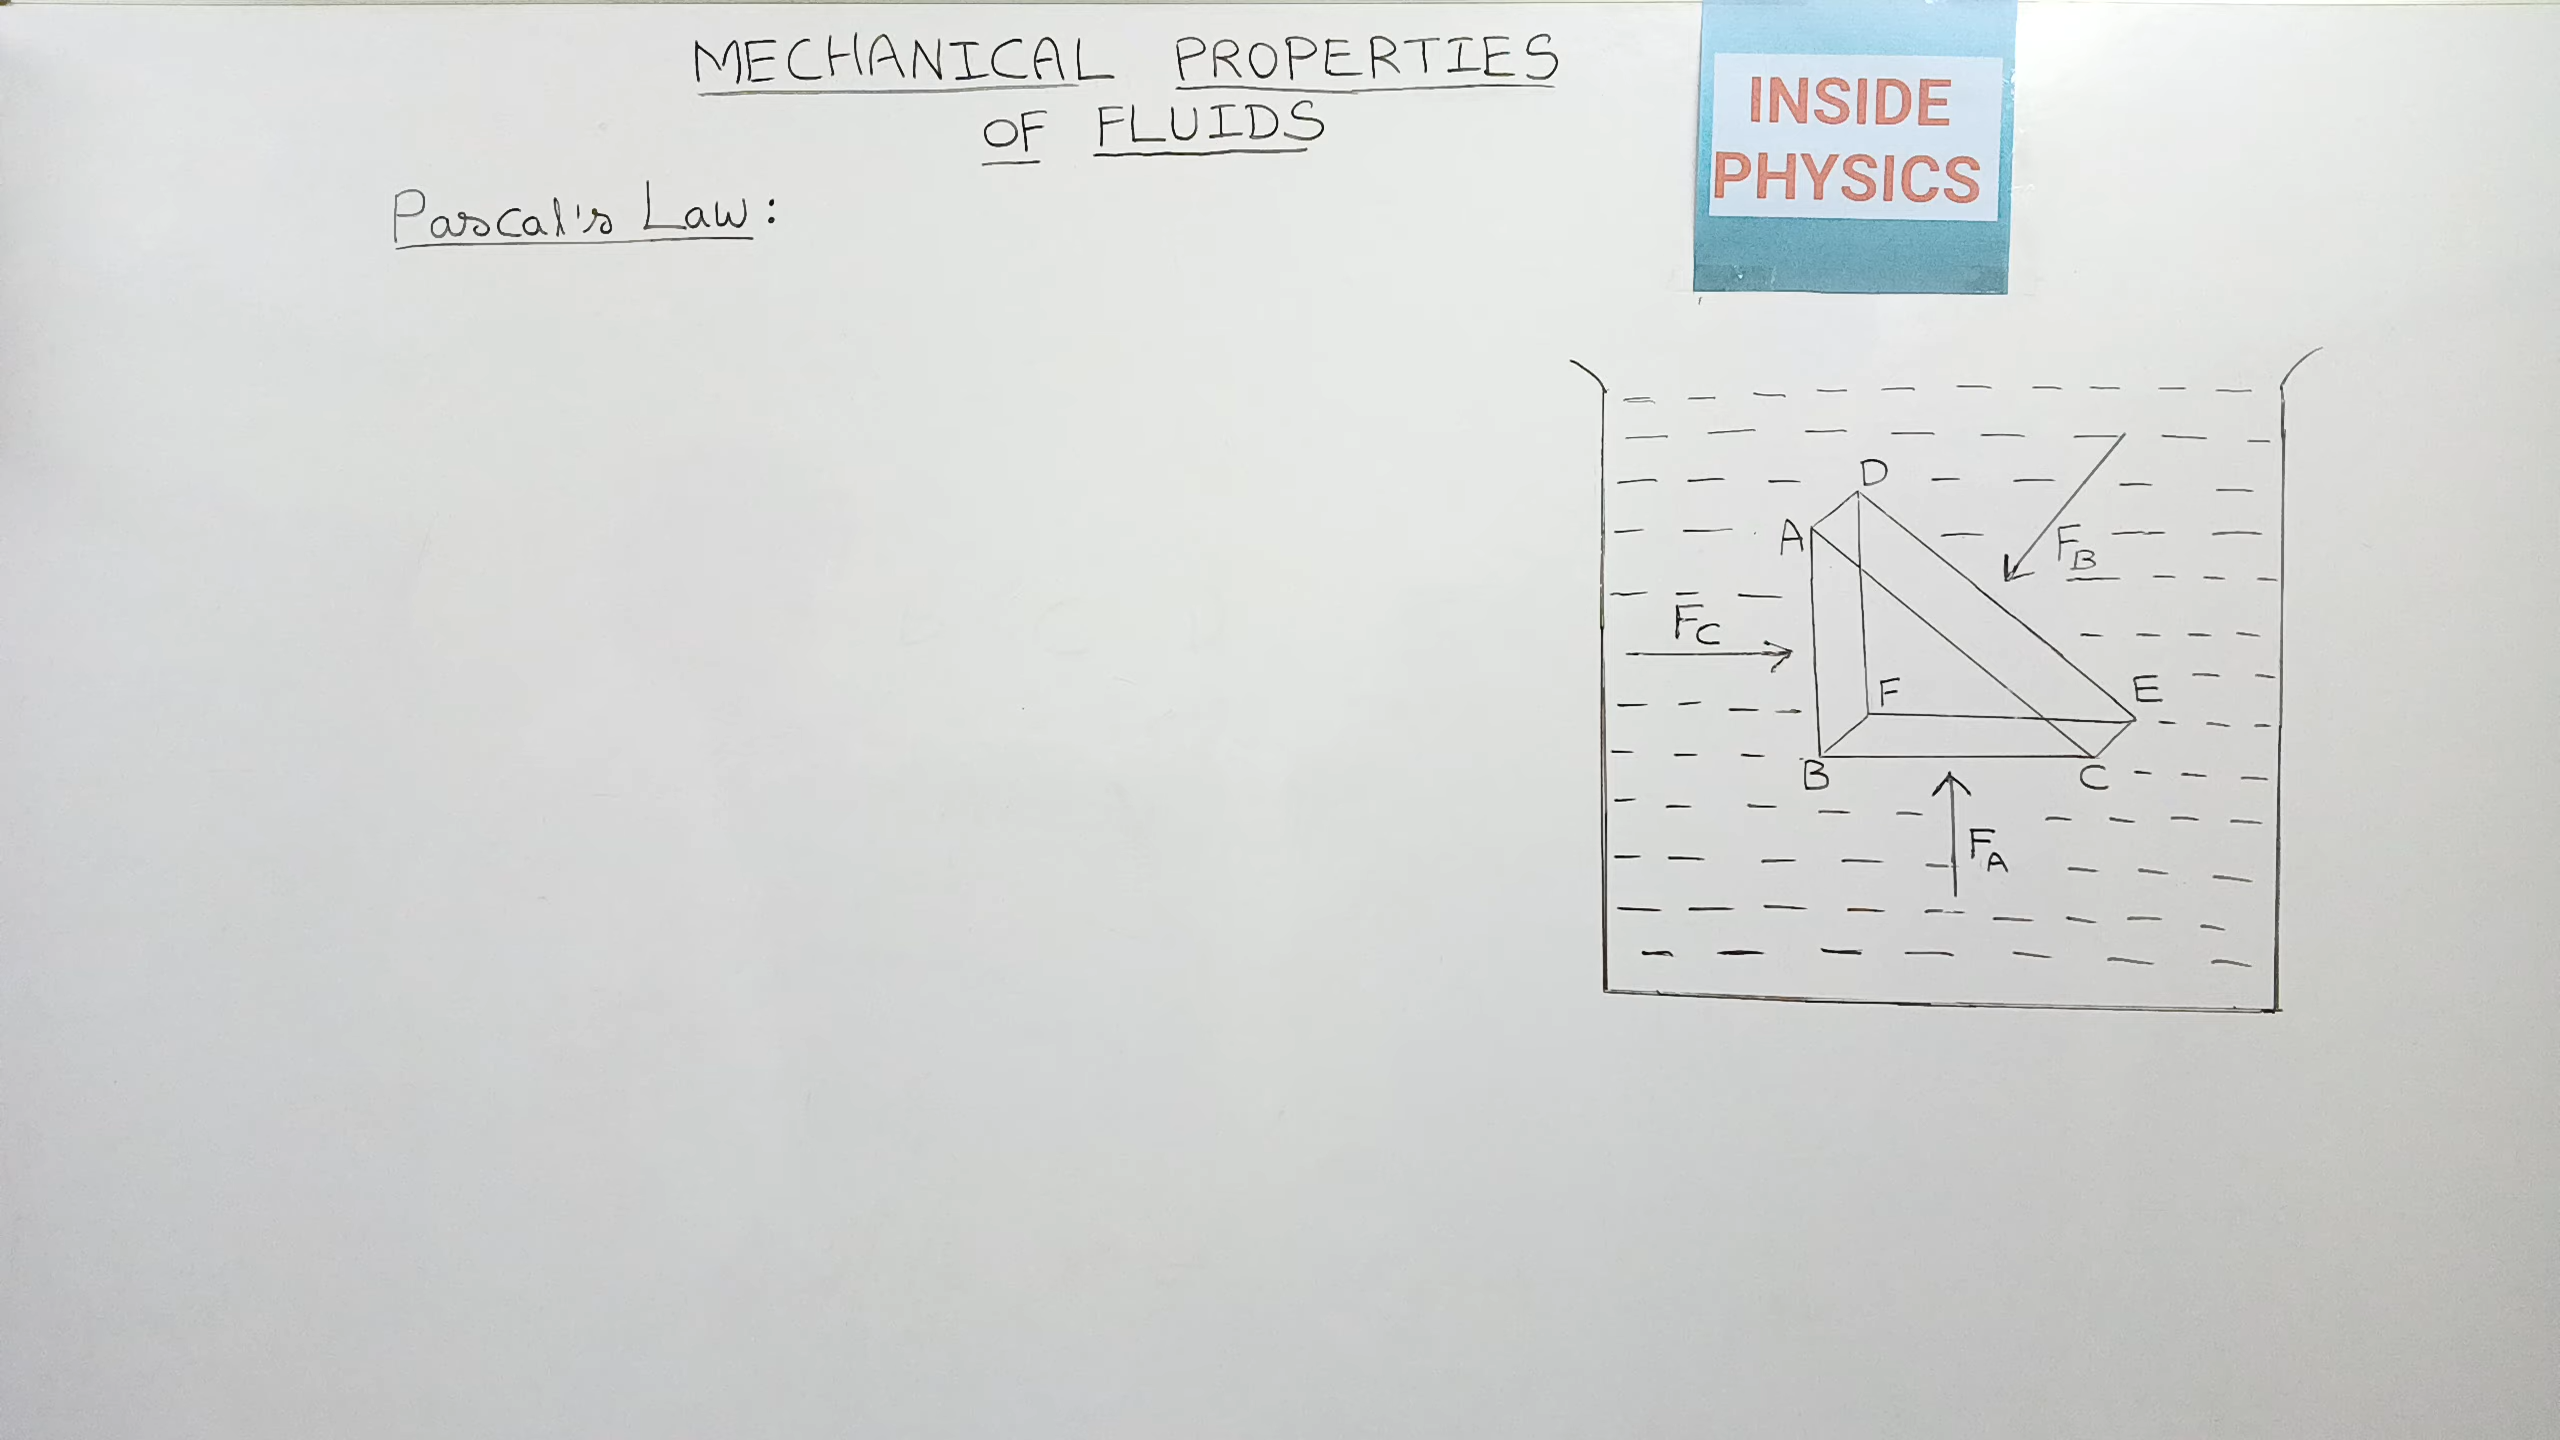 MECHANICAL PROPERTIES
OF FLUIDS
INSIDE
PHYSICS
Pascal's Law:
D
A
F_B
F_C
F
E
B
C
F_A